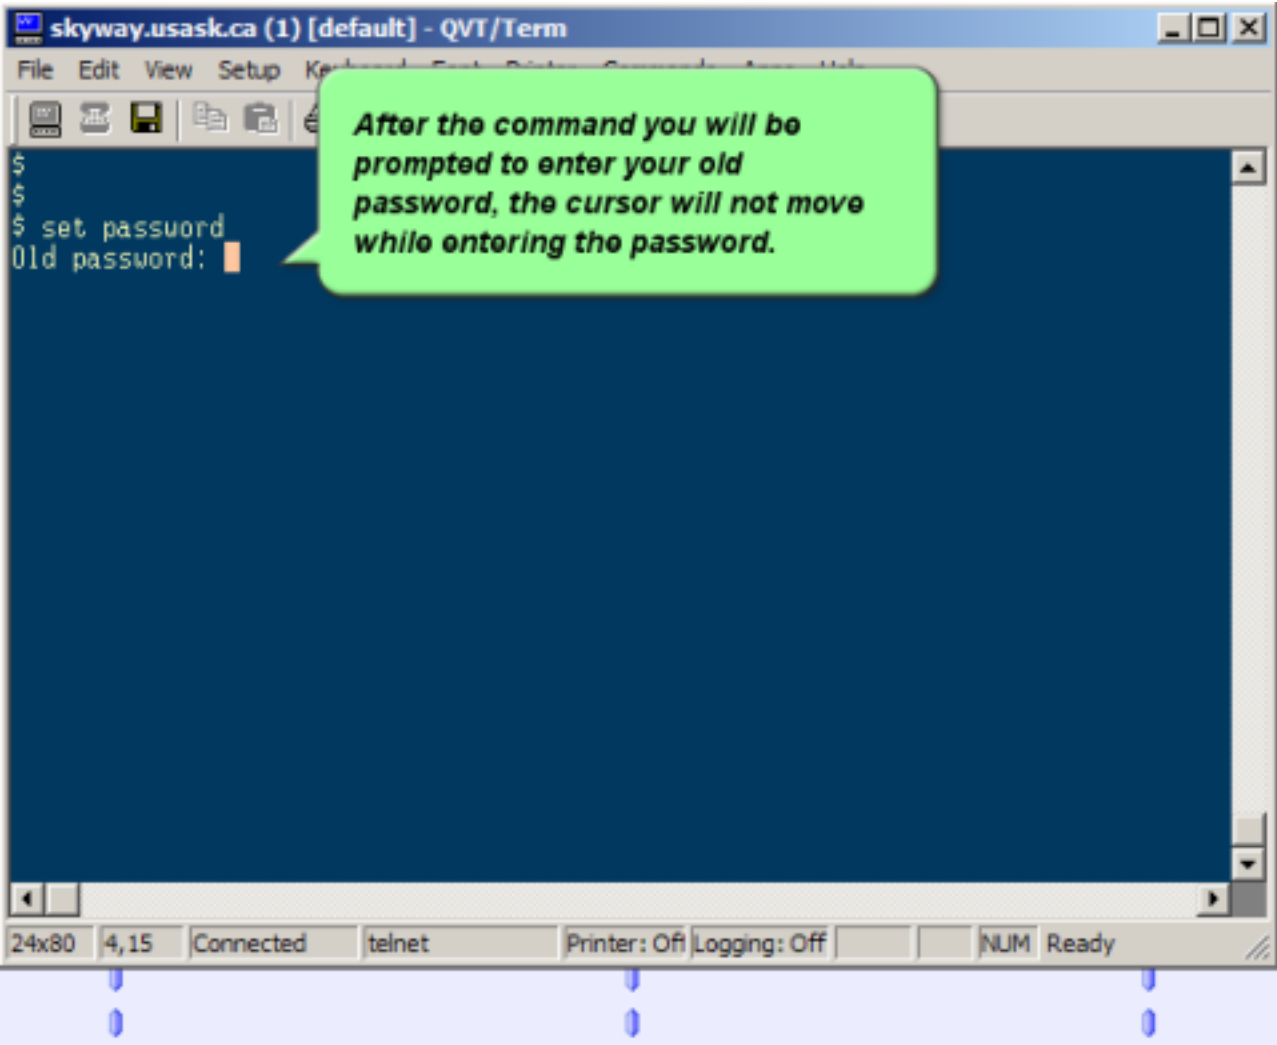 skyway.usask.ca (1) [default] - QVT/Term
File Edit View Setup
After the command you will be
prompted to enter your old
password, the cursor will not move
while entering the password.
$
$
$ set password
Old password:
24x80 4,15 Connected telnet Printer: Off Logging: Off NUM Ready